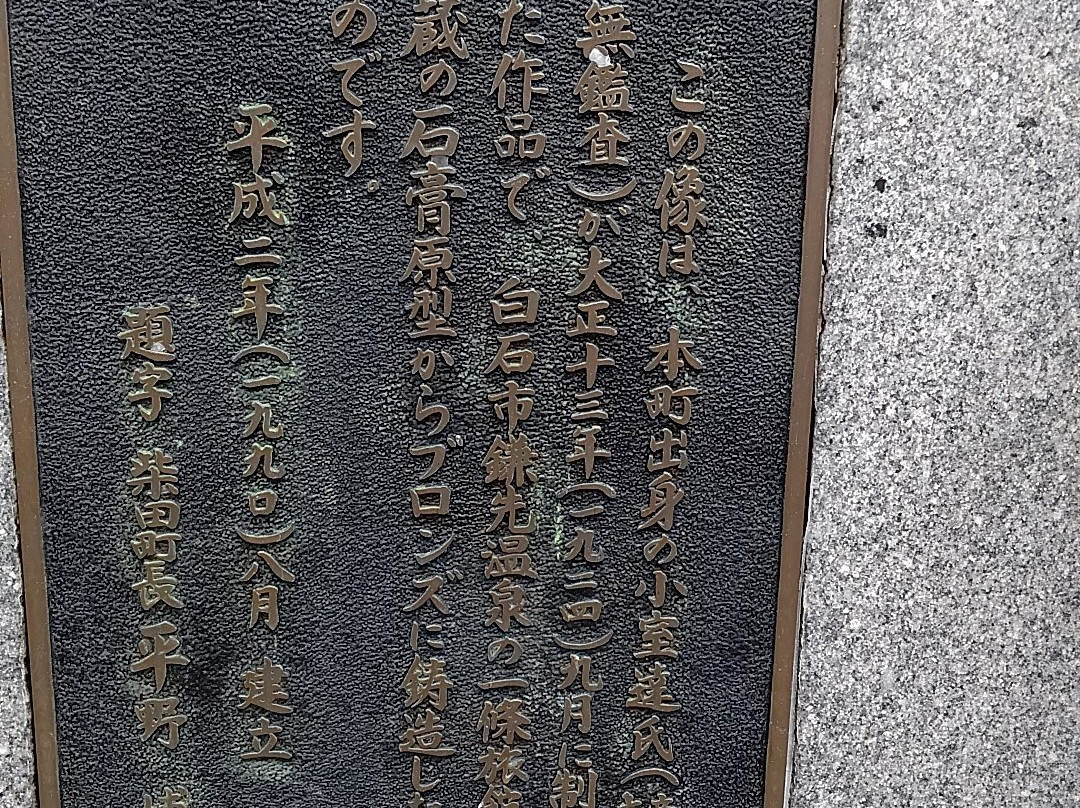 この像は、本町出身の小室達氏(
無鑑査)が大正十三年(一九二四)九月に制
た作品で、白石市鎌先温泉の一條旅館
蔵の石膏原型からブロンズに鋳造した
のです。
平成二年(一九九〇)八月 建立
題字 柴田町長 平野